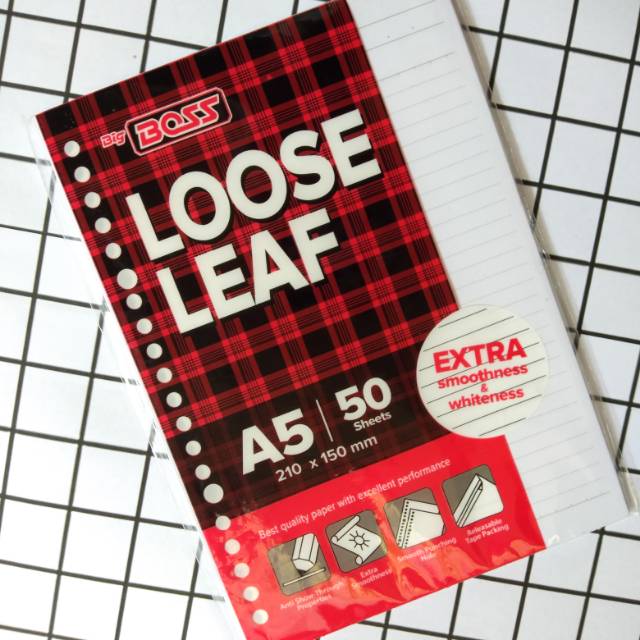 Big BOSS
LOOSE
LEAF
EXTRA
smoothness
&
whiteness
A5 | 50
Sheets
210 x 150 mm
Best quality paper with excellent performance
Anti Show Through
Properties
Extra
Smoothness
Smooth Punching
Hole
Releasable
Tape Packing